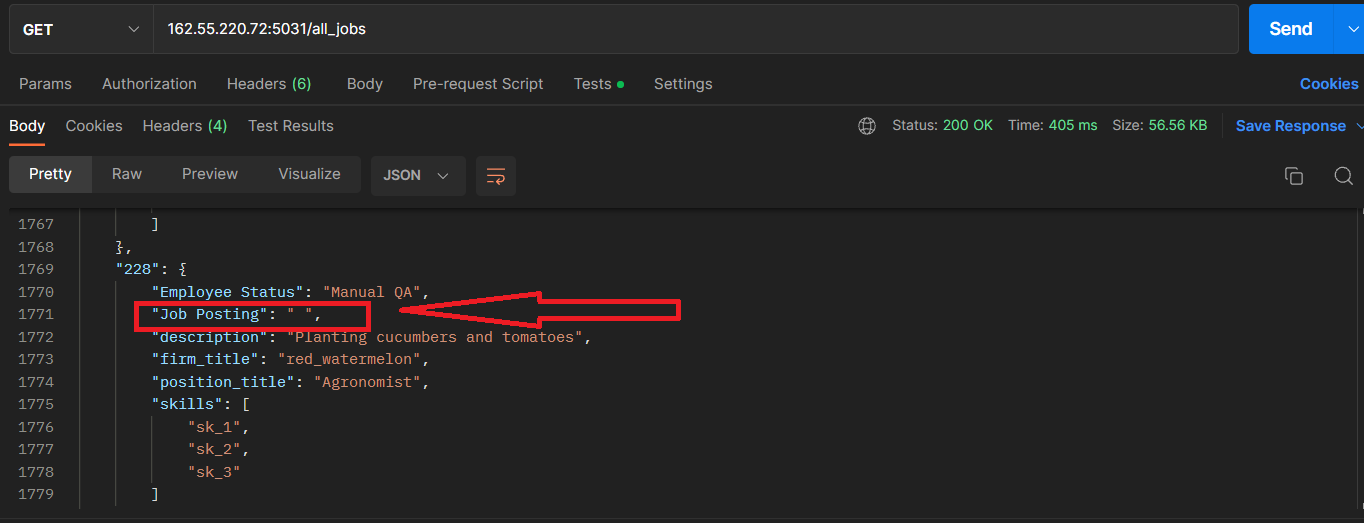 GET 162.55.220.72:5031/all_jobs Send
Params Authorization Headers (6) Body Pre-request Script Tests Settings Cookies
Body Cookies Headers (4) Test Results Status: 200 OK Time: 405 ms Size: 56.56 KB Save Response
Pretty Raw Preview Visualize JSON
1767 ]
1768 },
1769 "228": {
1770 "Employee Status": "Manual QA",
1771 "Job Posting": " ",
1772 "description": "Planting cucumbers and tomatoes",
1773 "firm_title": "red_watermelon",
1774 "position_title": "Agronomist",
1775 "skills": [
1776 "sk_1",
1777 "sk_2",
1778 "sk_3"
1779 ]